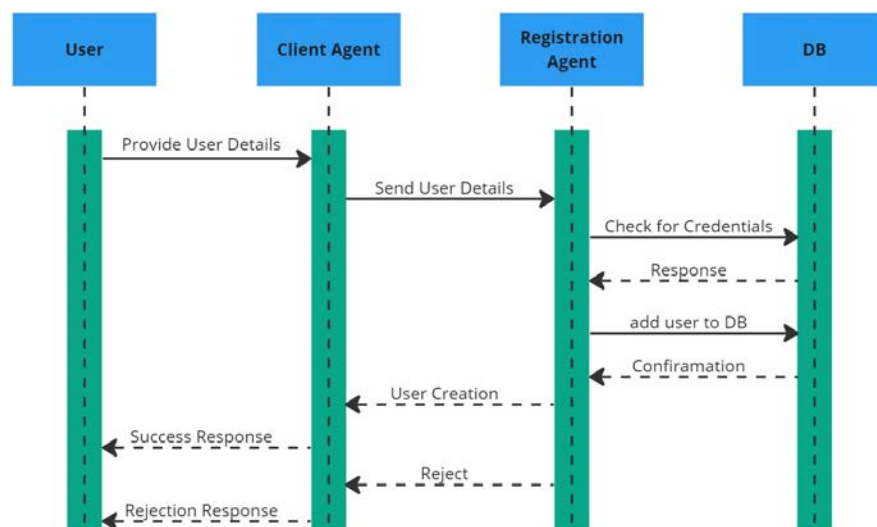 User
Client Agent
Registration
Agent
DB
Provide User Details
Send User Details
Check for Credentials
Response
add user to DB
Confiramation
User Creation
Success Response
Reject
Rejection Response